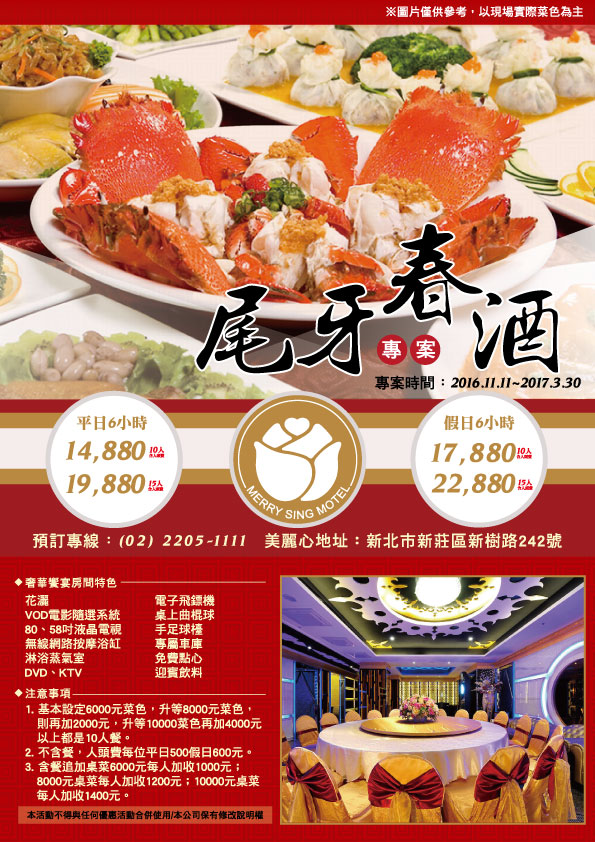 ※圖片僅供參考，以現場實際菜色為主
尾牙春酒
專案
專案時間：2016.11.11~2017.3.30
平日6小時
14,880 10人
19,880 15人
MERRY SING MOTEL
假日6小時
17,880 10人
22,880 15人
預訂專線：(02) 2205-1111 美麗心地址：新北市新莊區新樹路242號
◆奢華饗宴房間特色
花灑
VOD電影隨選系統
80、58吋液晶電視
無線網路按摩浴缸
淋浴蒸氣室
DVD、KTV
電子飛鏢機
桌上曲棍球
手足球檯
專屬車庫
免費點心
迎賓飲料
◆注意事項
1. 基本設定6000元菜色，升等8000元菜色，
則再加2000元，升等10000菜色再加4000元
以上都是10人餐。
2. 不含餐，人頭費每位平日500假日600元。
3. 含餐追加桌菜6000元每人加收1000元；
8000元桌菜每人加收1200元；10000元桌菜
每人加收1400元。
本活動不得與任何優惠活動合併使用/本公司保有修改說明權